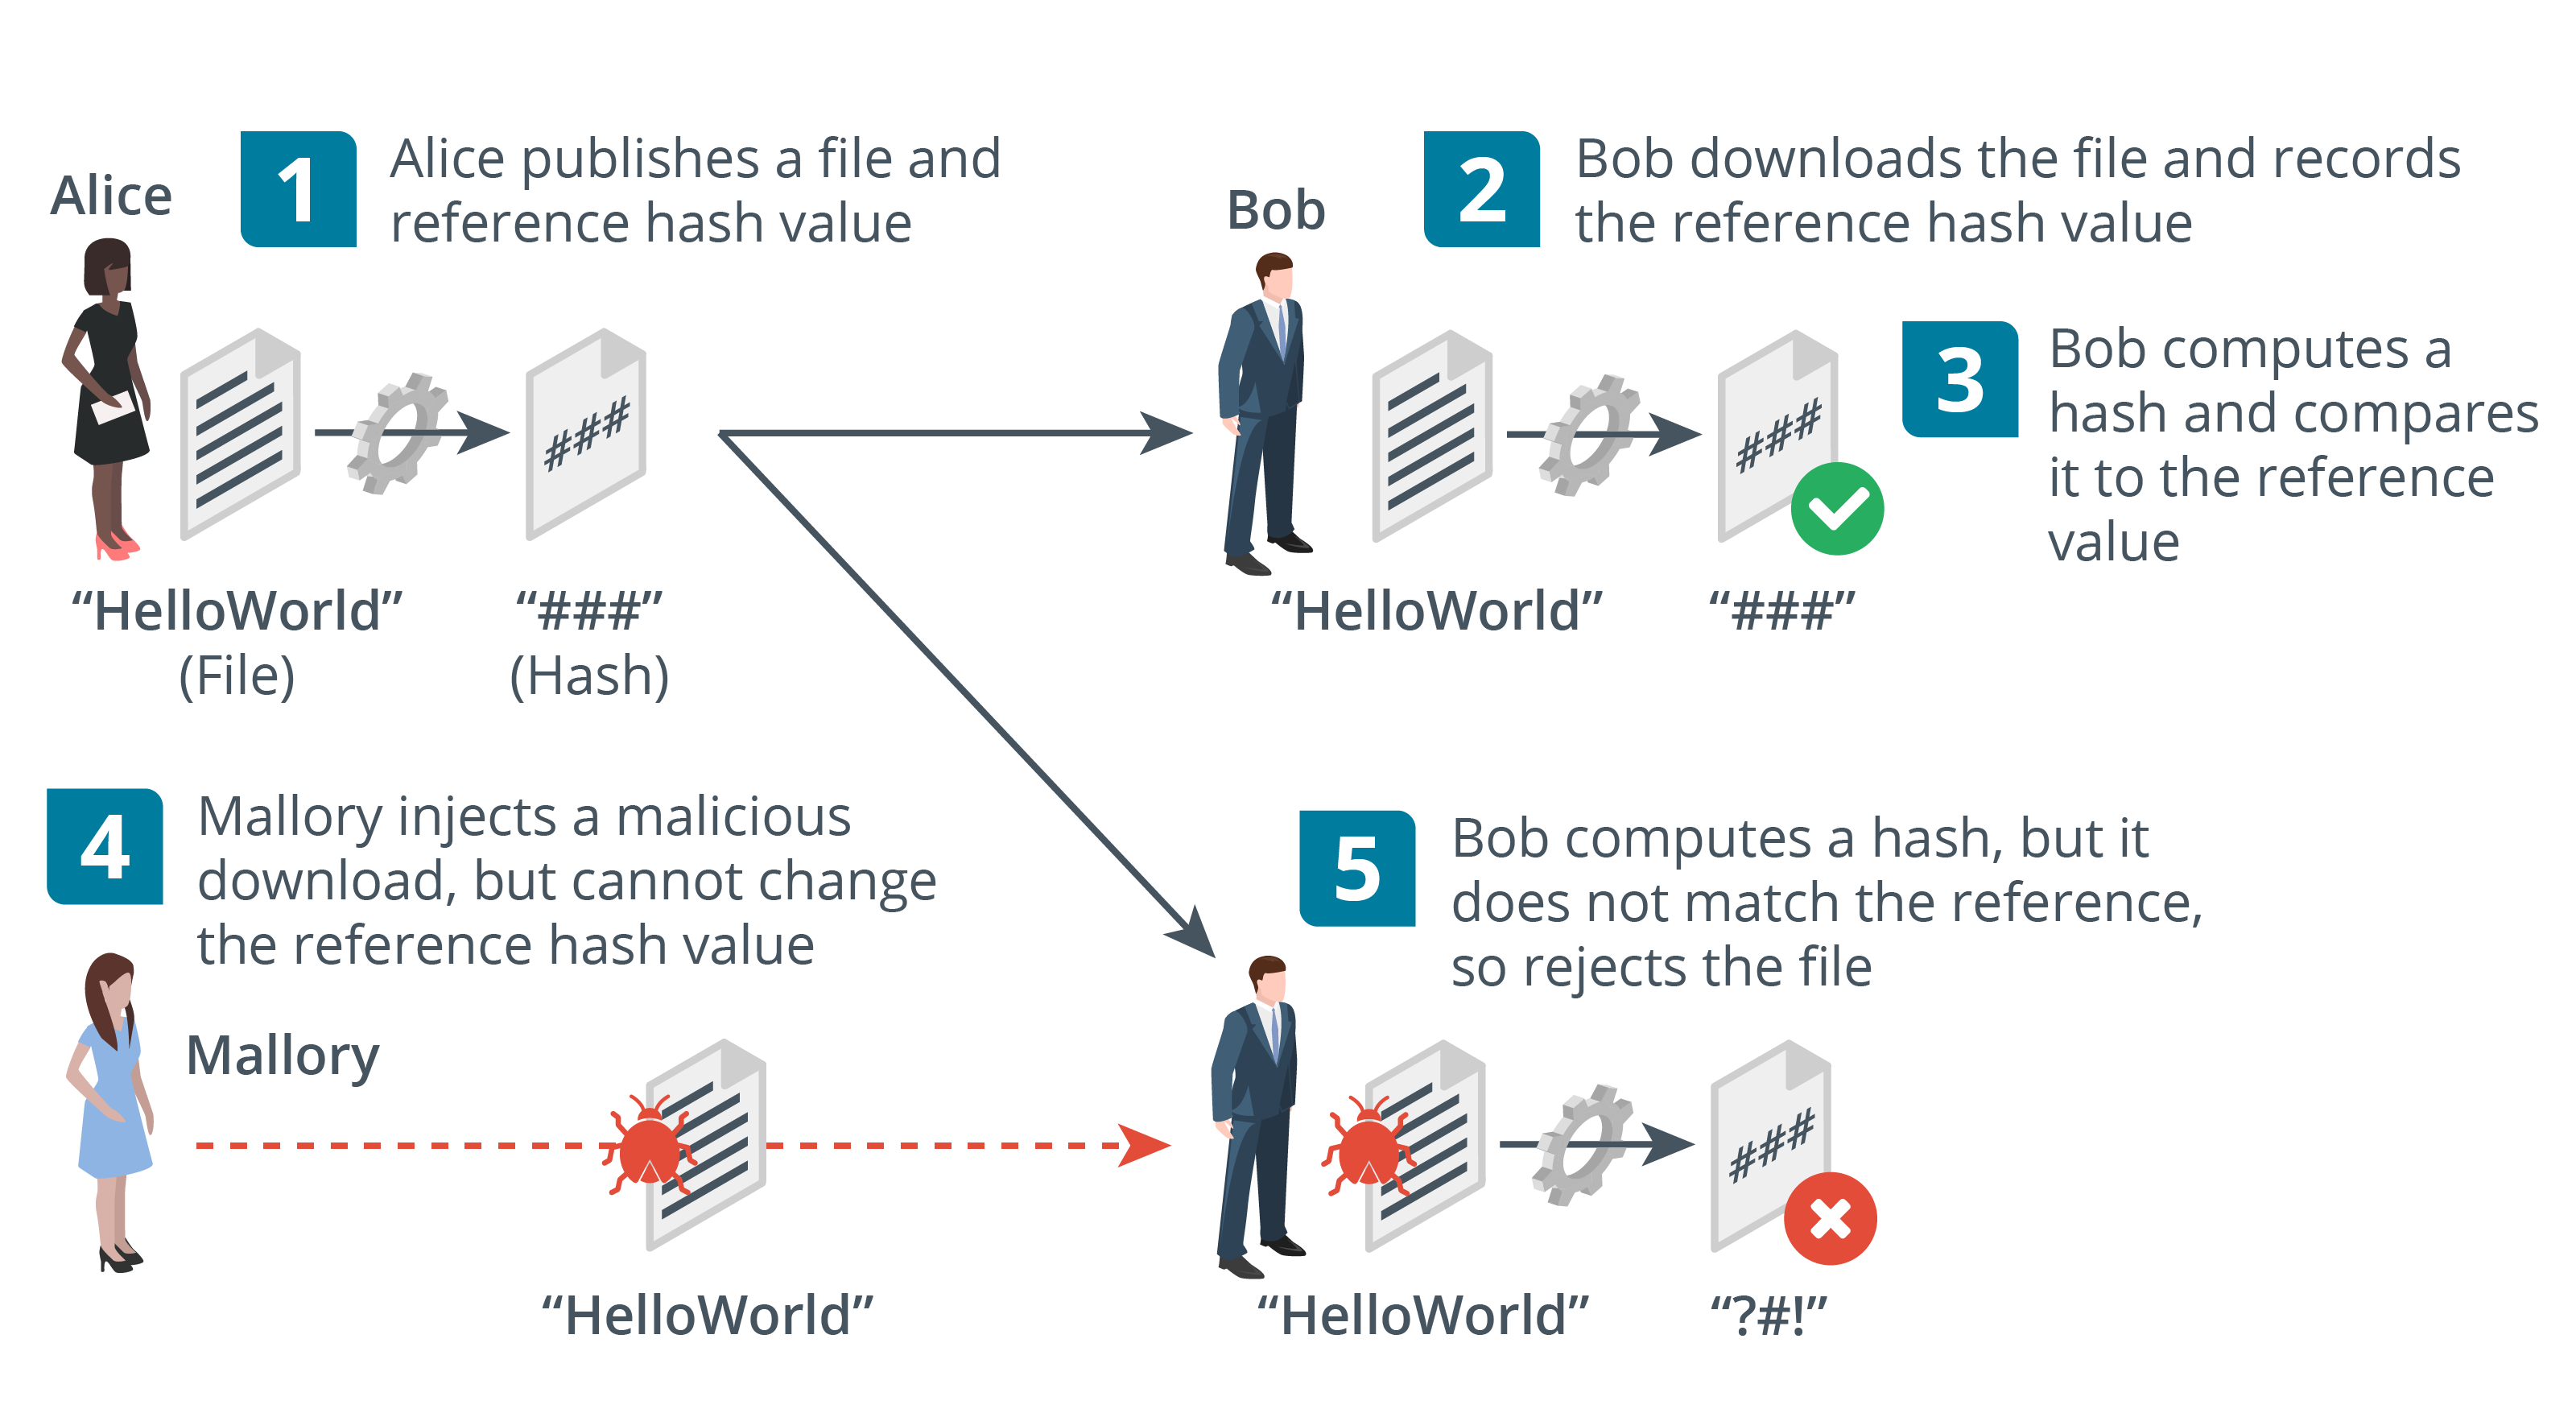 Alice
1
Alice publishes a file and
reference hash value
“HelloWorld”
(File)
“###”
(Hash)
###
Bob
2
Bob downloads the file and records
the reference hash value
3
Bob computes a
hash and compares
it to the reference
value
###
“HelloWorld”
“###”
4
Mallory injects a malicious
download, but cannot change
the reference hash value
Mallory
“HelloWorld”
5
Bob computes a hash, but it
does not match the reference,
so rejects the file
###
“HelloWorld”
“?#!”